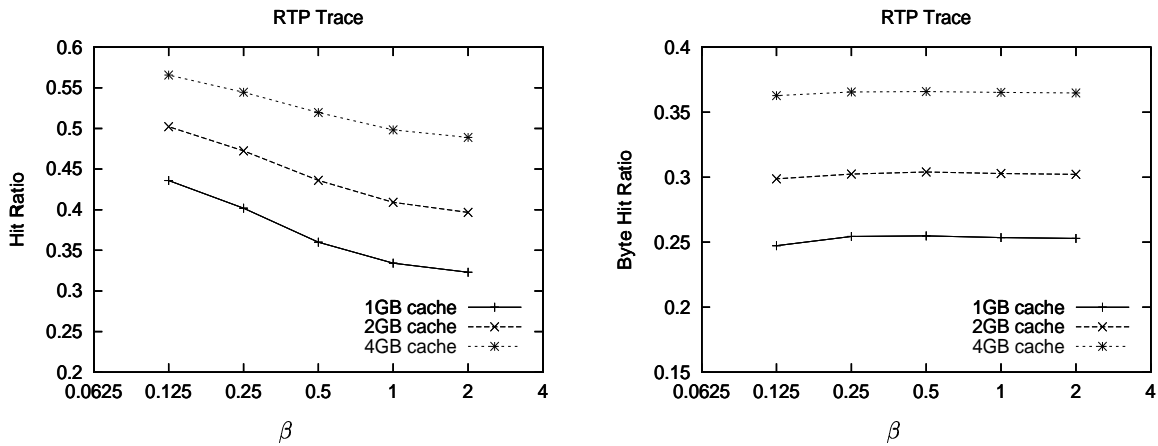 RTP Trace
0.6
0.55
0.5
0.45
0.4
0.35
0.3
0.25
0.2
Hit Ratio
1GB cache
2GB cache
4GB cache
0.0625 0.125 0.25 0.5 1 2 4
β
RTP Trace
0.4
0.35
0.3
0.25
0.2
0.15
Byte Hit Ratio
1GB cache
2GB cache
4GB cache
0.0625 0.125 0.25 0.5 1 2 4
β